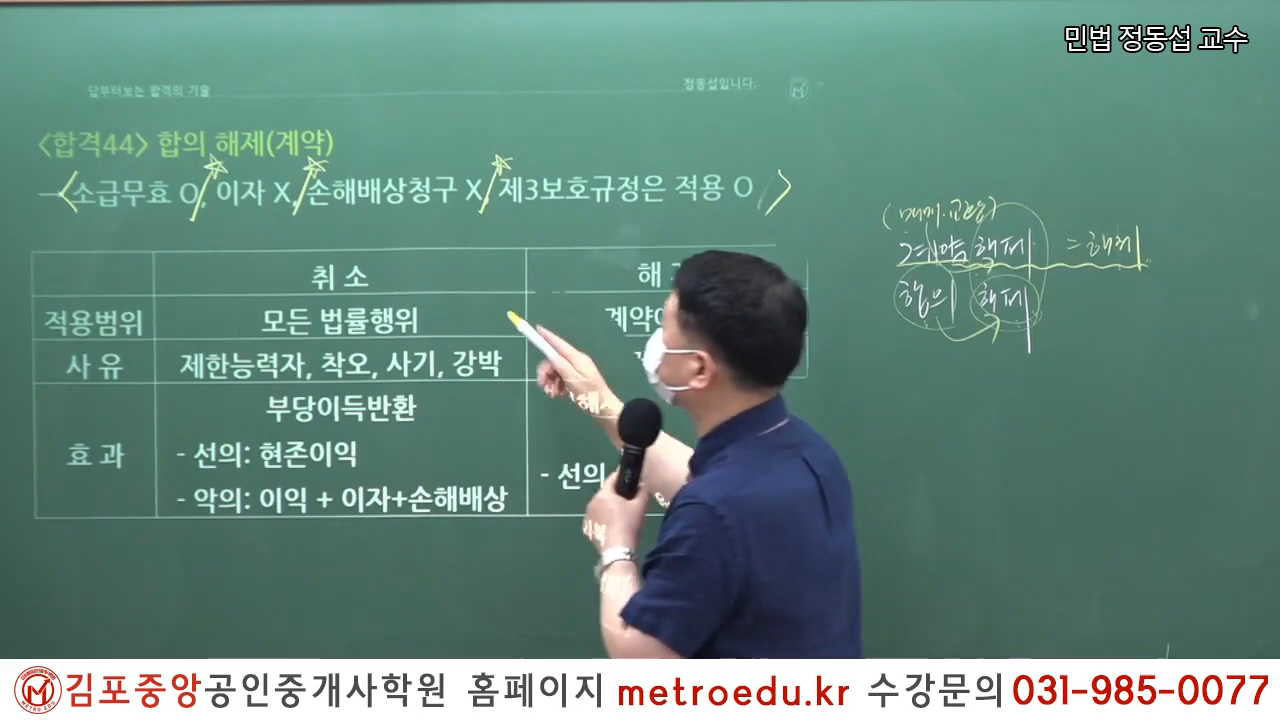 민법 정동섭 교수
답부터보는 합격의 기술
정동섭입니다.
<합격44> 합의 해제(계약)
소급무효 O, 이자 X, 손해배상청구 X, 제3보호규정은 적용 O
취 소
해
적용범위
모든 법률행위
계약
사 유
제한능력자, 착오, 사기, 강박
효 과
부당이득반환
- 선의: 현존이익
- 악의: 이익 + 이자+손해배상
- 선의
합의 해제
= 해제
METRO EDU
김포중앙공인중개사학원 홈페이지 metroedu.kr 수강문의 031-985-0077